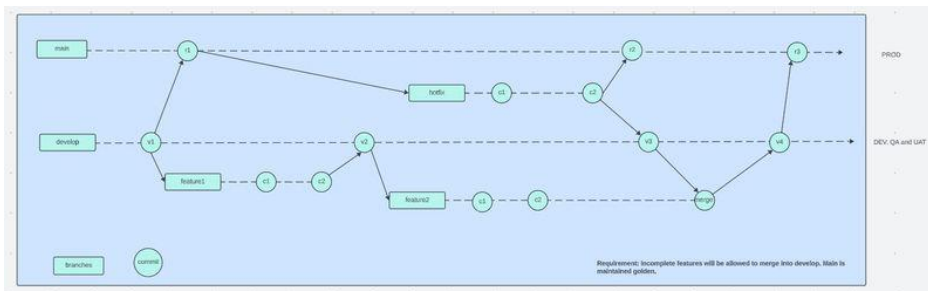 main
r1
r2
r3
PROD
hotfix
c1
c2
develop
v1
v2
v3
v4
DEV, QA and UAT
feature1
c1
c2
feature2
c1
c2
merge
branches
commit
Requirement: Incomplete features will be allowed to merge into develop. Main is
maintained golden.